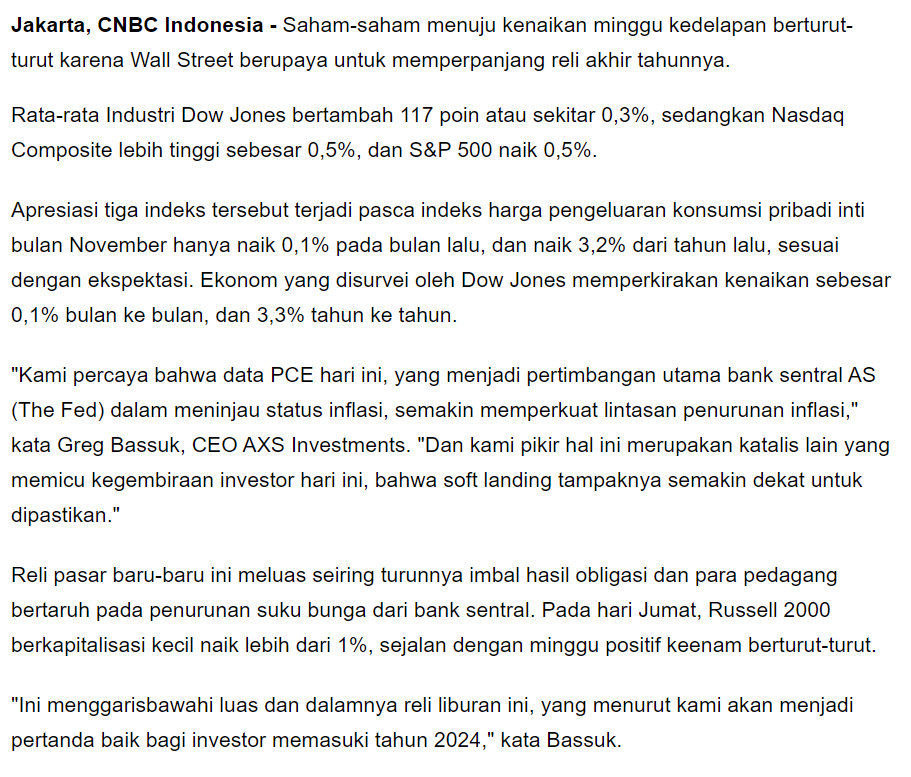 Jakarta, CNBC Indonesia - Saham-saham menuju kenaikan minggu kedelapan berturut-
turut karena Wall Street berupaya untuk memperpanjang reli akhir tahunnya.
Rata-rata Industri Dow Jones bertambah 117 poin atau sekitar 0,3%, sedangkan Nasdaq
Composite lebih tinggi sebesar 0,5%, dan S&P 500 naik 0,5%.
Apresiasi tiga indeks tersebut terjadi pasca indeks harga pengeluaran konsumsi pribadi inti
bulan November hanya naik 0,1% pada bulan lalu, dan naik 3,2% dari tahun lalu, sesuai
dengan ekspektasi. Ekonom yang disurvei oleh Dow Jones memperkirakan kenaikan sebesar
0,1% bulan ke bulan, dan 3,3% tahun ke tahun.
"Kami percaya bahwa data PCE hari ini, yang menjadi pertimbangan utama bank sentral AS
(The Fed) dalam meninjau status inflasi, semakin memperkuat lintasan penurunan inflasi,"
kata Greg Bassuk, CEO AXS Investments. "Dan kami pikir hal ini merupakan katalis lain yang
memicu kegembiraan investor hari ini, bahwa soft landing tampaknya semakin dekat untuk
dipastikan."
Reli pasar baru-baru ini meluas seiring turunnya imbal hasil obligasi dan para pedagang
bertaruh pada penurunan suku bunga dari bank sentral. Pada hari Jumat, Russell 2000
berkapitalisasi kecil naik lebih dari 1%, sejalan dengan minggu positif keenam berturut-turut.
"Ini menggarisbawahi luas dan dalamnya reli liburan ini, yang menurut kami akan menjadi
pertanda baik bagi investor memasuki tahun 2024," kata Bassuk.